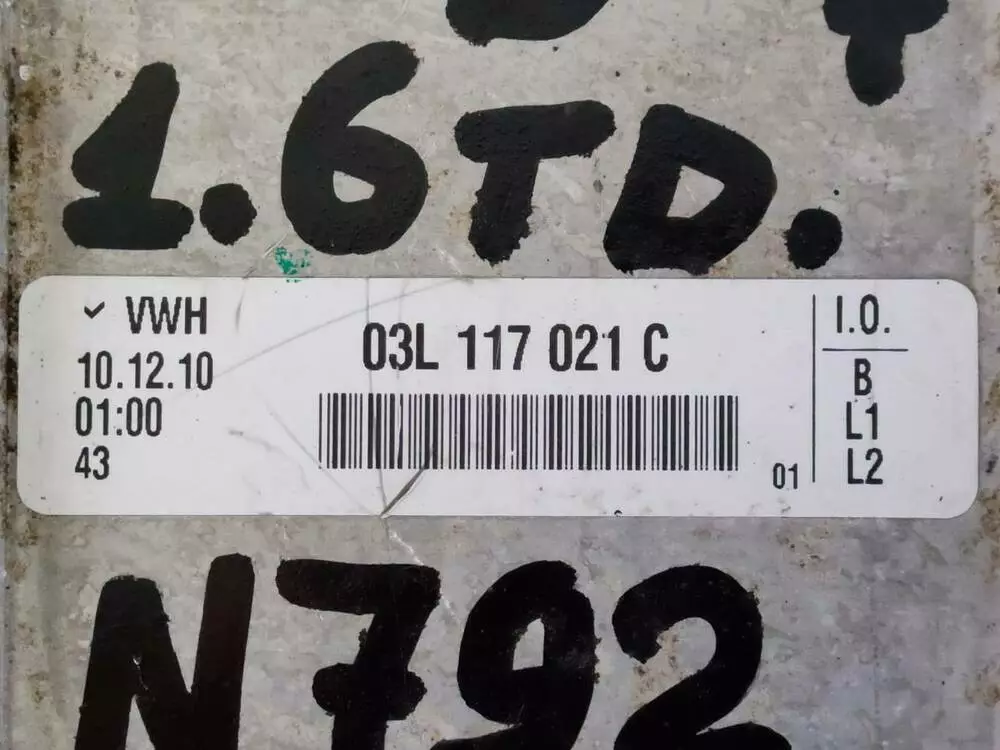 1.6TD.
VWH
10.12.10
01:00
43
03L 117 021 C
01
I.O.
B
L1
L2
N792